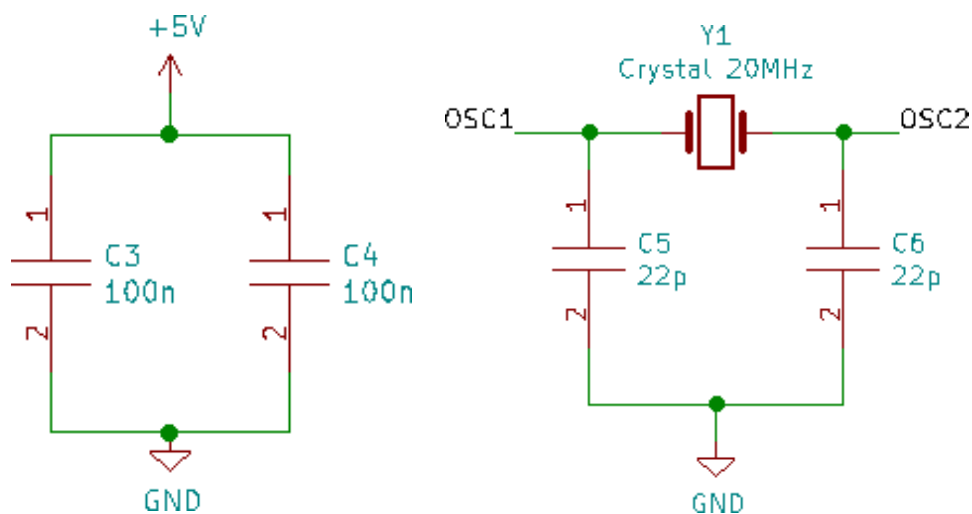 +5V
1
C3
100n
2
1
C4
100n
2
GND
Y1
Crystal 20MHz
OSC1
OSC2
1
C5
22p
2
1
C6
22p
2
GND